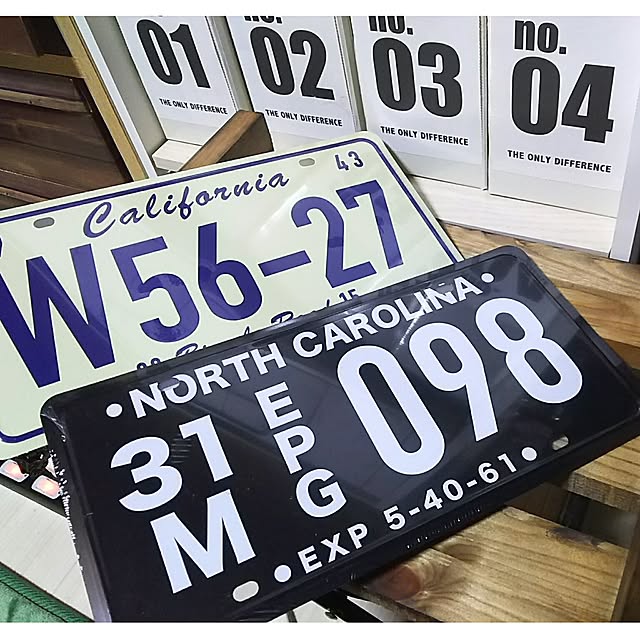 no.
01
THE ONLY DIFFERENCE
no.
02
THE ONLY DIFFERENCE
no.
03
THE ONLY DIFFERENCE
no.
04
THE ONLY DIFFERENCE
California 43
W56-27
NORTH CAROLINA
31 M EPG 098
EXP 5-40-61